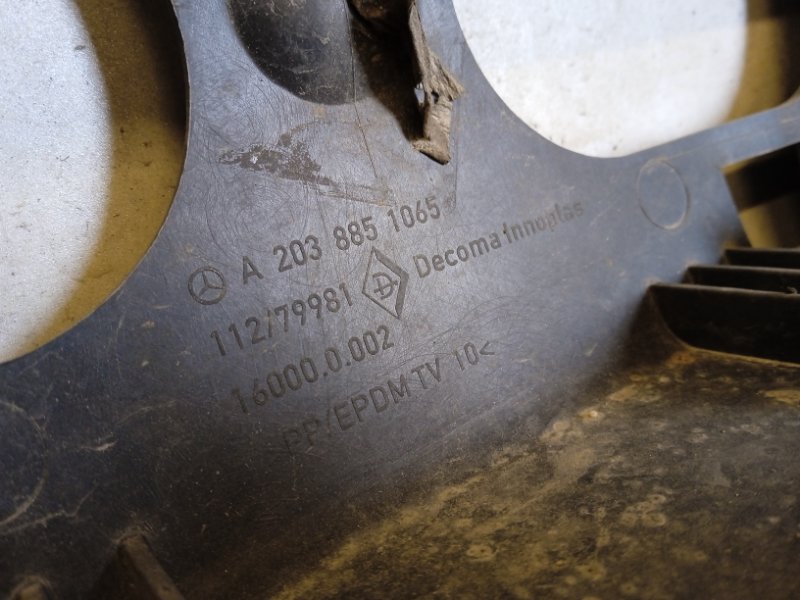 A 203 885 1065
112/79981 Decoma Innoplas
16000.0.002
PP/EPDM TV 10<